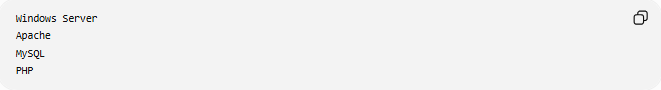 Windows Server
Apache
MySQL
PHP